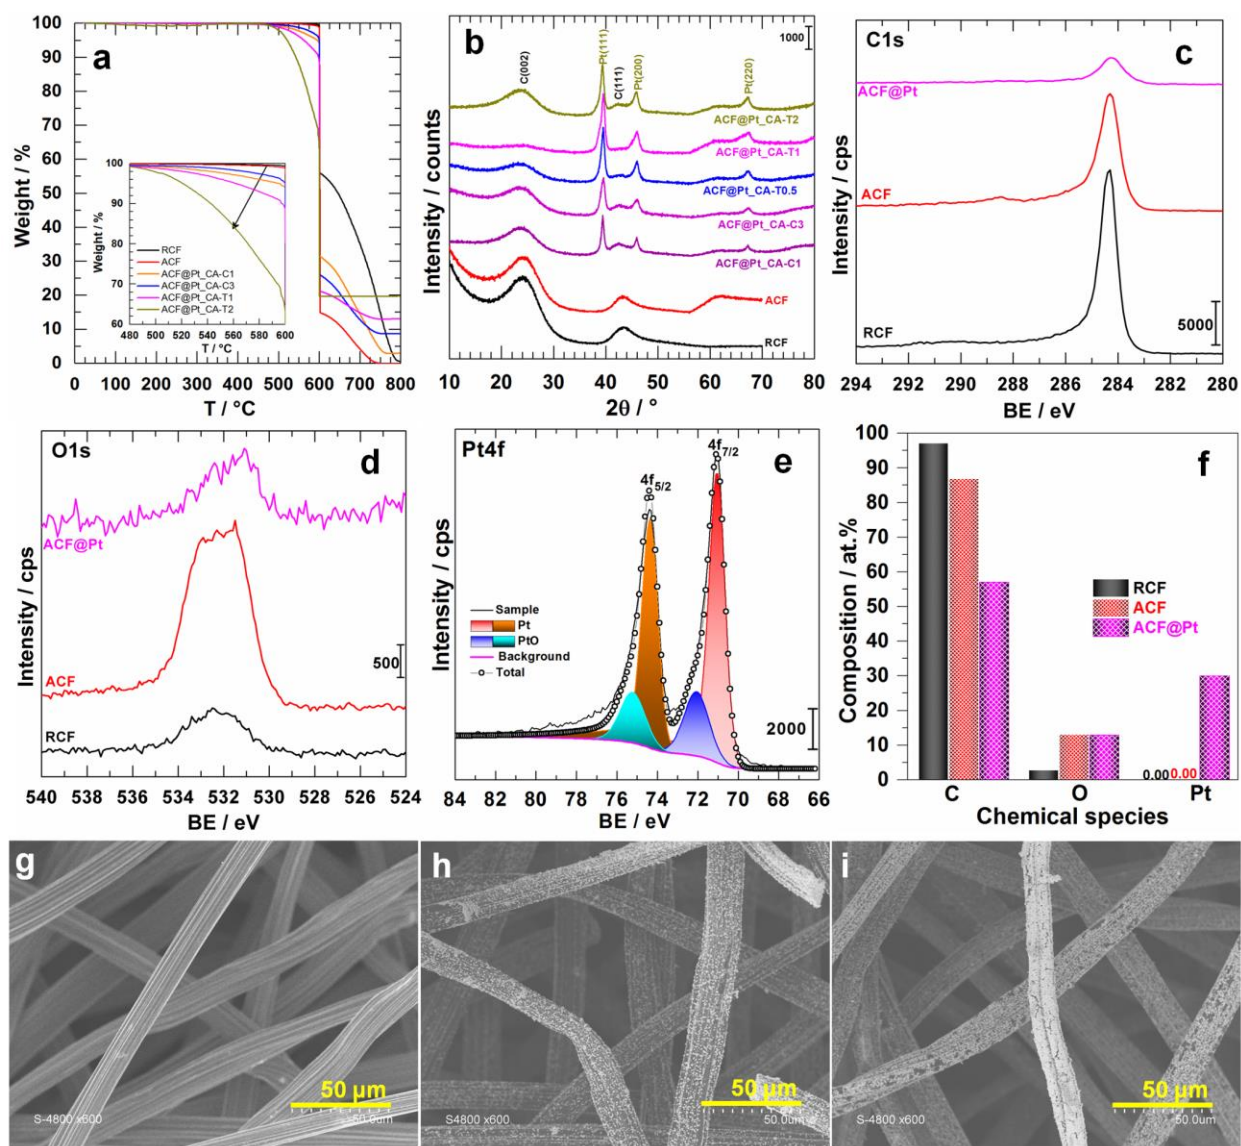 a
Weight / %
100
90
80
70
60
50
40
30
20
10
0
0 100 200 300 400 500 600 700 800
T / °C
Weight / %
100
90
80
70
60
480 500 520 540 560 580 600
T / °C
RCF
ACF
ACF@Pt_CA-C1
ACF@Pt_CA-C3
ACF@Pt_CA-T1
ACF@Pt_CA-T2
b
Intensity / counts
1000
C(002)
Pt(111)
C(111)
Pt(200)
Pt(220)
ACF@Pt_CA-T2
ACF@Pt_CA-T1
ACF@Pt_CA-T0.5
ACF@Pt_CA-C3
ACF@Pt_CA-C1
ACF
RCF
10 20 30 40 50 60 70 80
2θ / °
C1s
c
Intensity / cps
ACF@Pt
ACF
RCF
5000
294 292 290 288 286 284 282 280
BE / eV
O1s
d
Intensity / cps
ACF@Pt
ACF
RCF
500
540 538 536 534 532 530 528 526 524
BE / eV
Pt4f
e
Intensity / cps
4f5/2
4f7/2
Sample
Pt
PtO
Background
Total
2000
84 82 80 78 76 74 72 70 68 66
BE / eV
f
Composition / at.%
100
90
80
70
60
50
40
30
20
10
0
RCF
ACF
ACF@Pt
0.00 0.00
C O Pt
Chemical species
g
50 µm
S-4800 x600
50.0um
h
50 µm
S4800 x600
50.0um
i
50 µm
S-4800 x600
50.0um